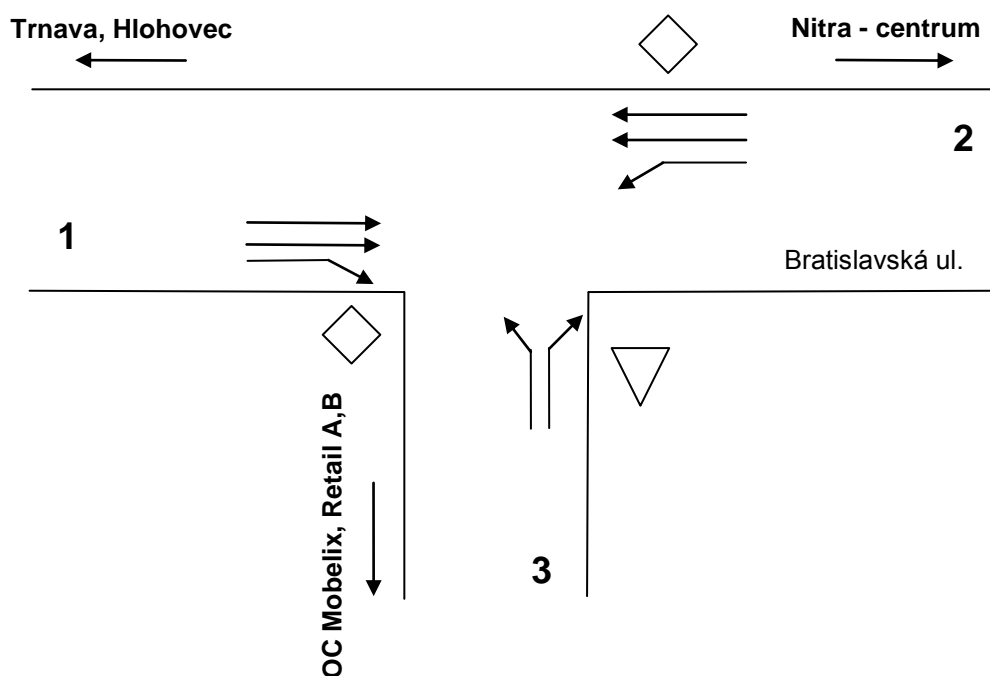 Trnava, Hlohovec
Nitra - centrum
2
1
Bratislavská ul.
OC Mobelix, Retail A,B
3